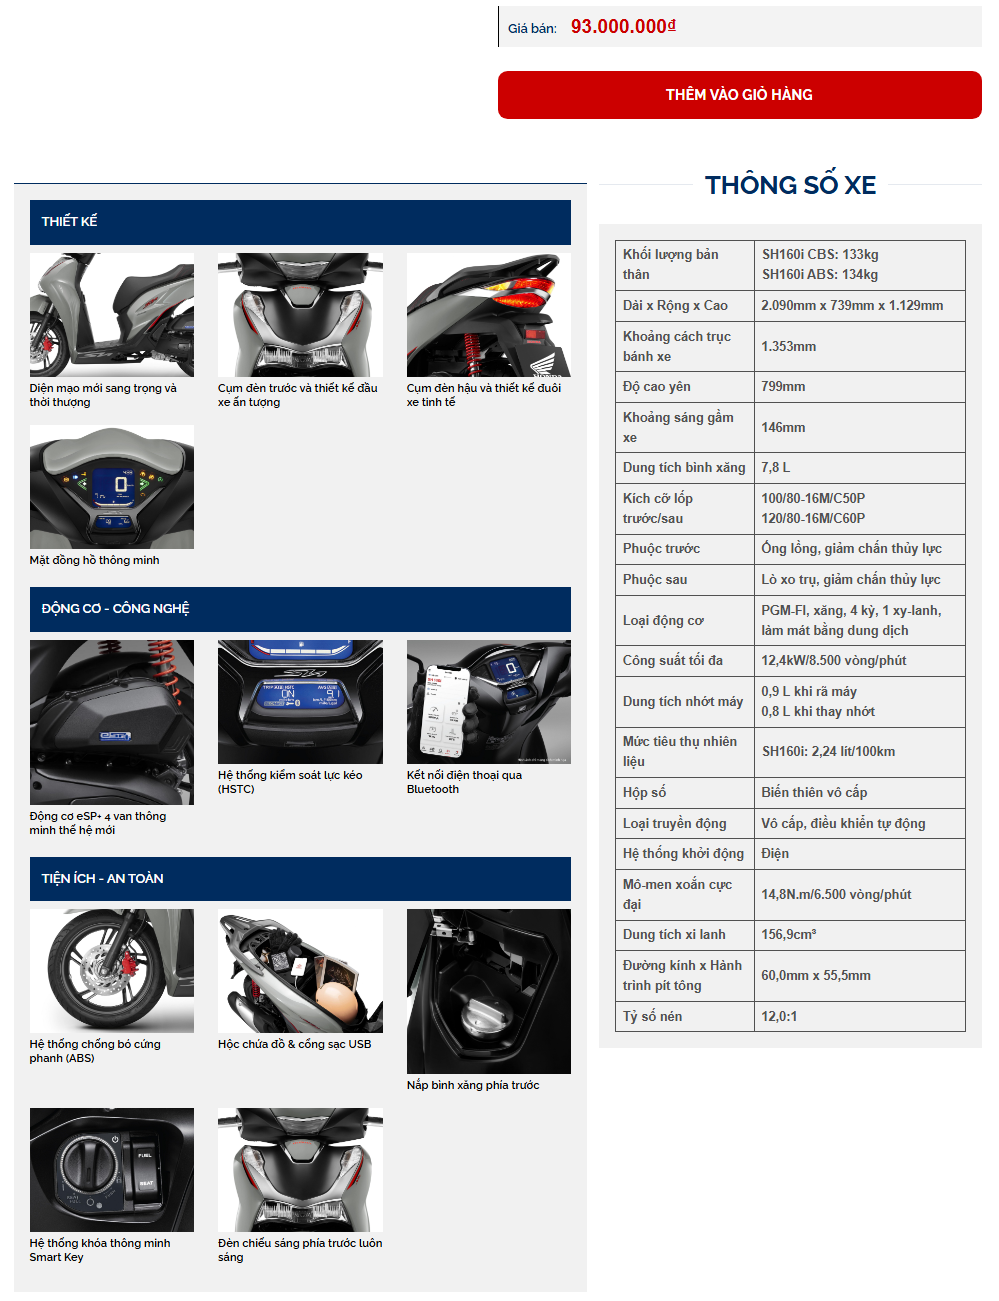 Giá bán: 93.000.000₫
THÊM VÀO GIỎ HÀNG
THIẾT KẾ
Diện mạo mới sang trọng và
thời thượng
Cụm đèn trước và thiết kế đầu
xe ấn tượng
HONDA
Cụm đèn hậu và thiết kế đuôi
xe tinh tế
Mặt đồng hồ thông minh
ĐỘNG CƠ - CÔNG NGHỆ
Động cơ eSP+ 4 van thông
minh thế hệ mới
Hệ thống kiểm soát lực kéo
(HSTC)
Kết nối điện thoại qua
Bluetooth
TIỆN ÍCH - AN TOÀN
Hệ thống chống bó cứng
phanh (ABS)
Hộc chứa đồ & cổng sạc USB
Nắp bình xăng phía trước
FUEL
SEAT
Hệ thống khóa thông minh
Smart Key
Đèn chiếu sáng phía trước luôn
sáng
THÔNG SỐ XE
Khối lượng bản
thân
SH160i CBS: 133kg
SH160i ABS: 134kg
Dài x Rộng x Cao
2.090mm x 739mm x 1.129mm
Khoảng cách trục
bánh xe
1.353mm
Độ cao yên
799mm
Khoảng sáng gầm
xe
146mm
Dung tích bình xăng
7,8 L
Kích cỡ lốp
trước/sau
100/80-16M/C50P
120/80-16M/C60P
Phuộc trước
Ống lồng, giảm chấn thủy lực
Phuộc sau
Lò xo trụ, giảm chấn thủy lực
Loại động cơ
PGM-FI, xăng, 4 kỳ, 1 xy-lanh,
làm mát bằng dung dịch
Công suất tối đa
12,4kW/8.500 vòng/phút
Dung tích nhớt máy
0,9 L khi rã máy
0,8 L khi thay nhớt
Mức tiêu thụ nhiên
liệu
SH160i: 2,24 lít/100km
Hộp số
Biến thiên vô cấp
Loại truyền động
Vô cấp, điều khiển tự động
Hệ thống khởi động
Điện
Mô-men xoắn cực
đại
14,8N.m/6.500 vòng/phút
Dung tích xi lanh
156,9cm³
Đường kính x Hành
trình pít tông
60,0mm x 55,5mm
Tỷ số nén
12,0:1